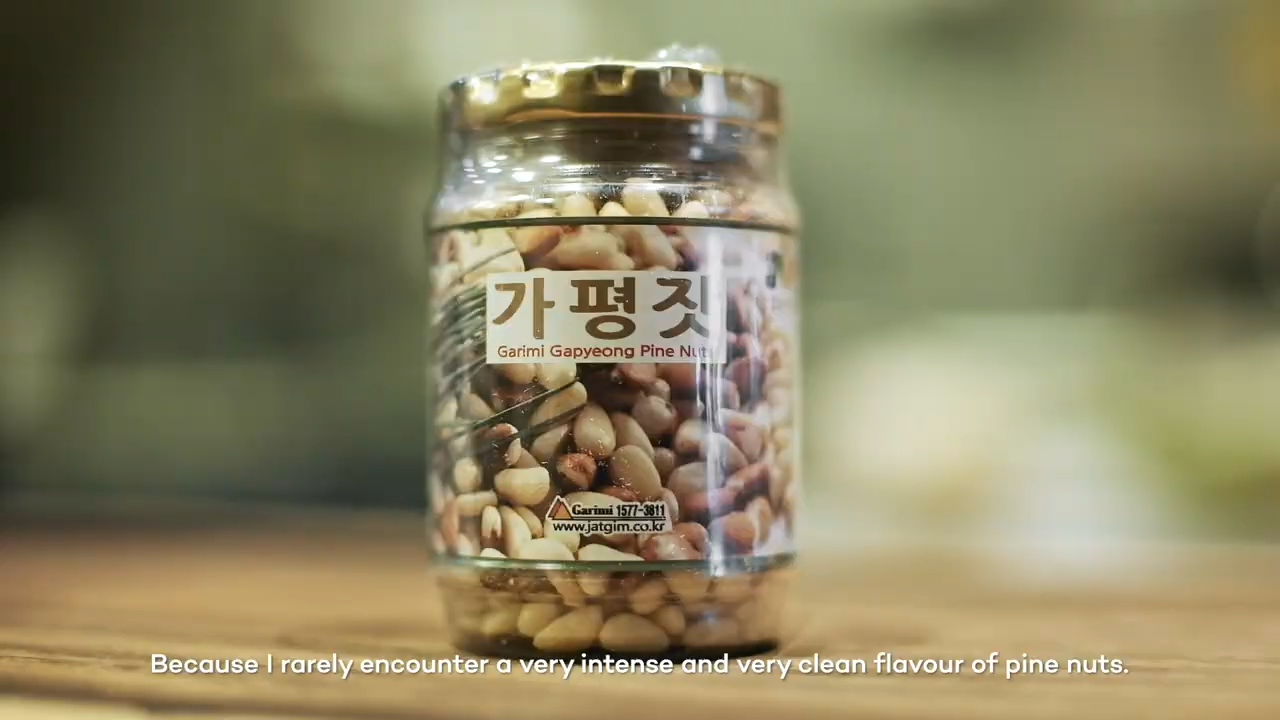 가평잣
Garimi Gapyeong Pine Nuts
Garimi 1577-3811
www.jatgim.co.kr
Because I rarely encounter a very intense and very clean flavour of pine nuts.